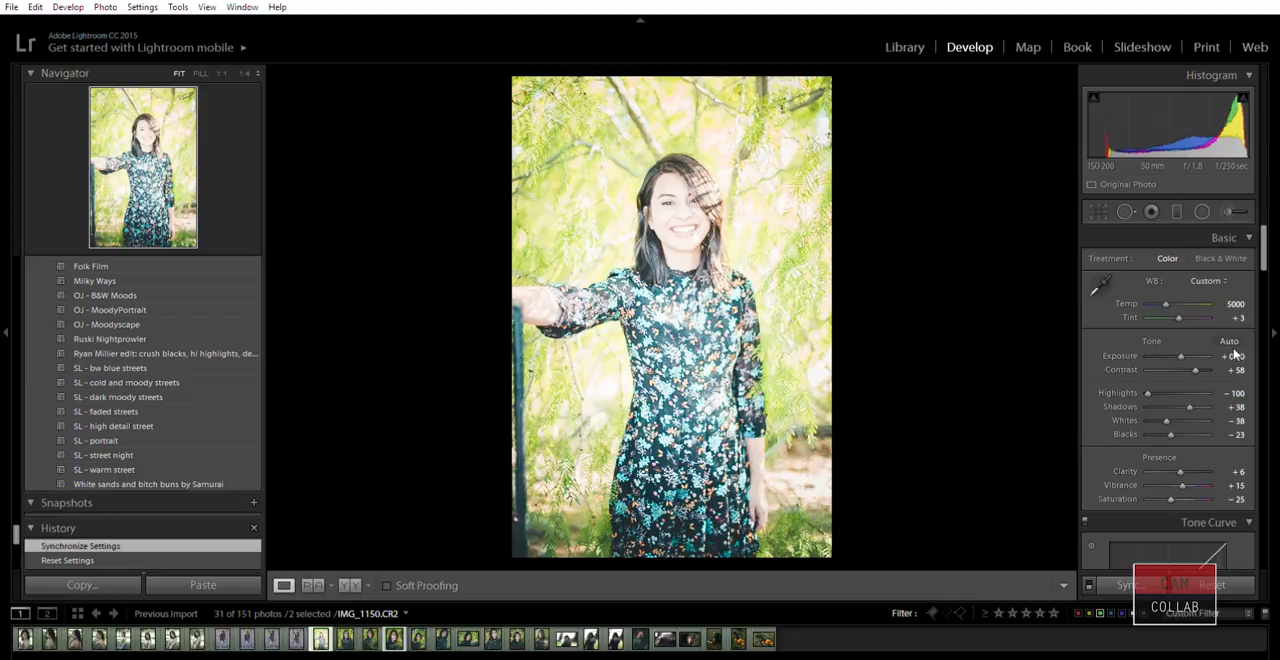 File Edit Develop Photo Settings Tools View Window Help
Lr
Adobe Lightroom CC 2015
Get started with Lightroom mobile
Library | Develop | Map | Book | Slideshow | Print | Web
Navigator FIT FILL 1:1 1:4
Folk Film
Milky Ways
OJ - B&W Moods
OJ - MoodyPortrait
OJ - Moodyscape
Ruski Nightprowler
Ryan Millier edit: crush blacks, hi highlights, de...
SL - bw blue streets
SL - cold and moody streets
SL - dark moody streets
SL - faded streets
SL - high detail street
SL - portrait
SL - street night
SL - warm street
White sands and bitch buns by Samurai
Snapshots +
History ×
Synchronize Settings
Reset Settings
Copy... Paste
Soft Proofing
Histogram
ISO 200 50 mm f / 1.8 1/250 sec
Original Photo
Basic
Treatment : Color Black & White
WB : Custom
Temp 5000
Tint + 3
Tone Auto
Exposure
Contrast + 58
Highlights − 100
Shadows + 38
Whites − 38
Blacks − 23
Presence
Clarity + 6
Vibrance + 15
Saturation − 25
Tone Curve
Reset
CAM
COLLAB
1 2 Previous Import 31 of 151 photos /2 selected /IMG_1150.CR2 Filter : Custom Filter